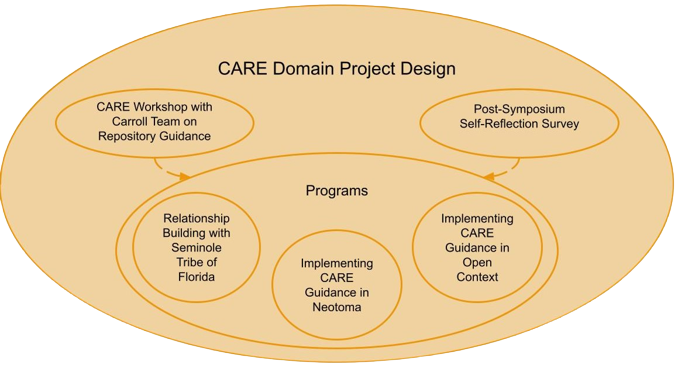 CARE Domain Project Design
CARE Workshop with
Carroll Team on
Repository Guidance
Post-Symposium
Self-Reflection Survey
Programs
Relationship
Building with
Seminole
Tribe of
Florida
Implementing
CARE
Guidance in
Neotoma
Implementing
CARE
Guidance in
Open
Context